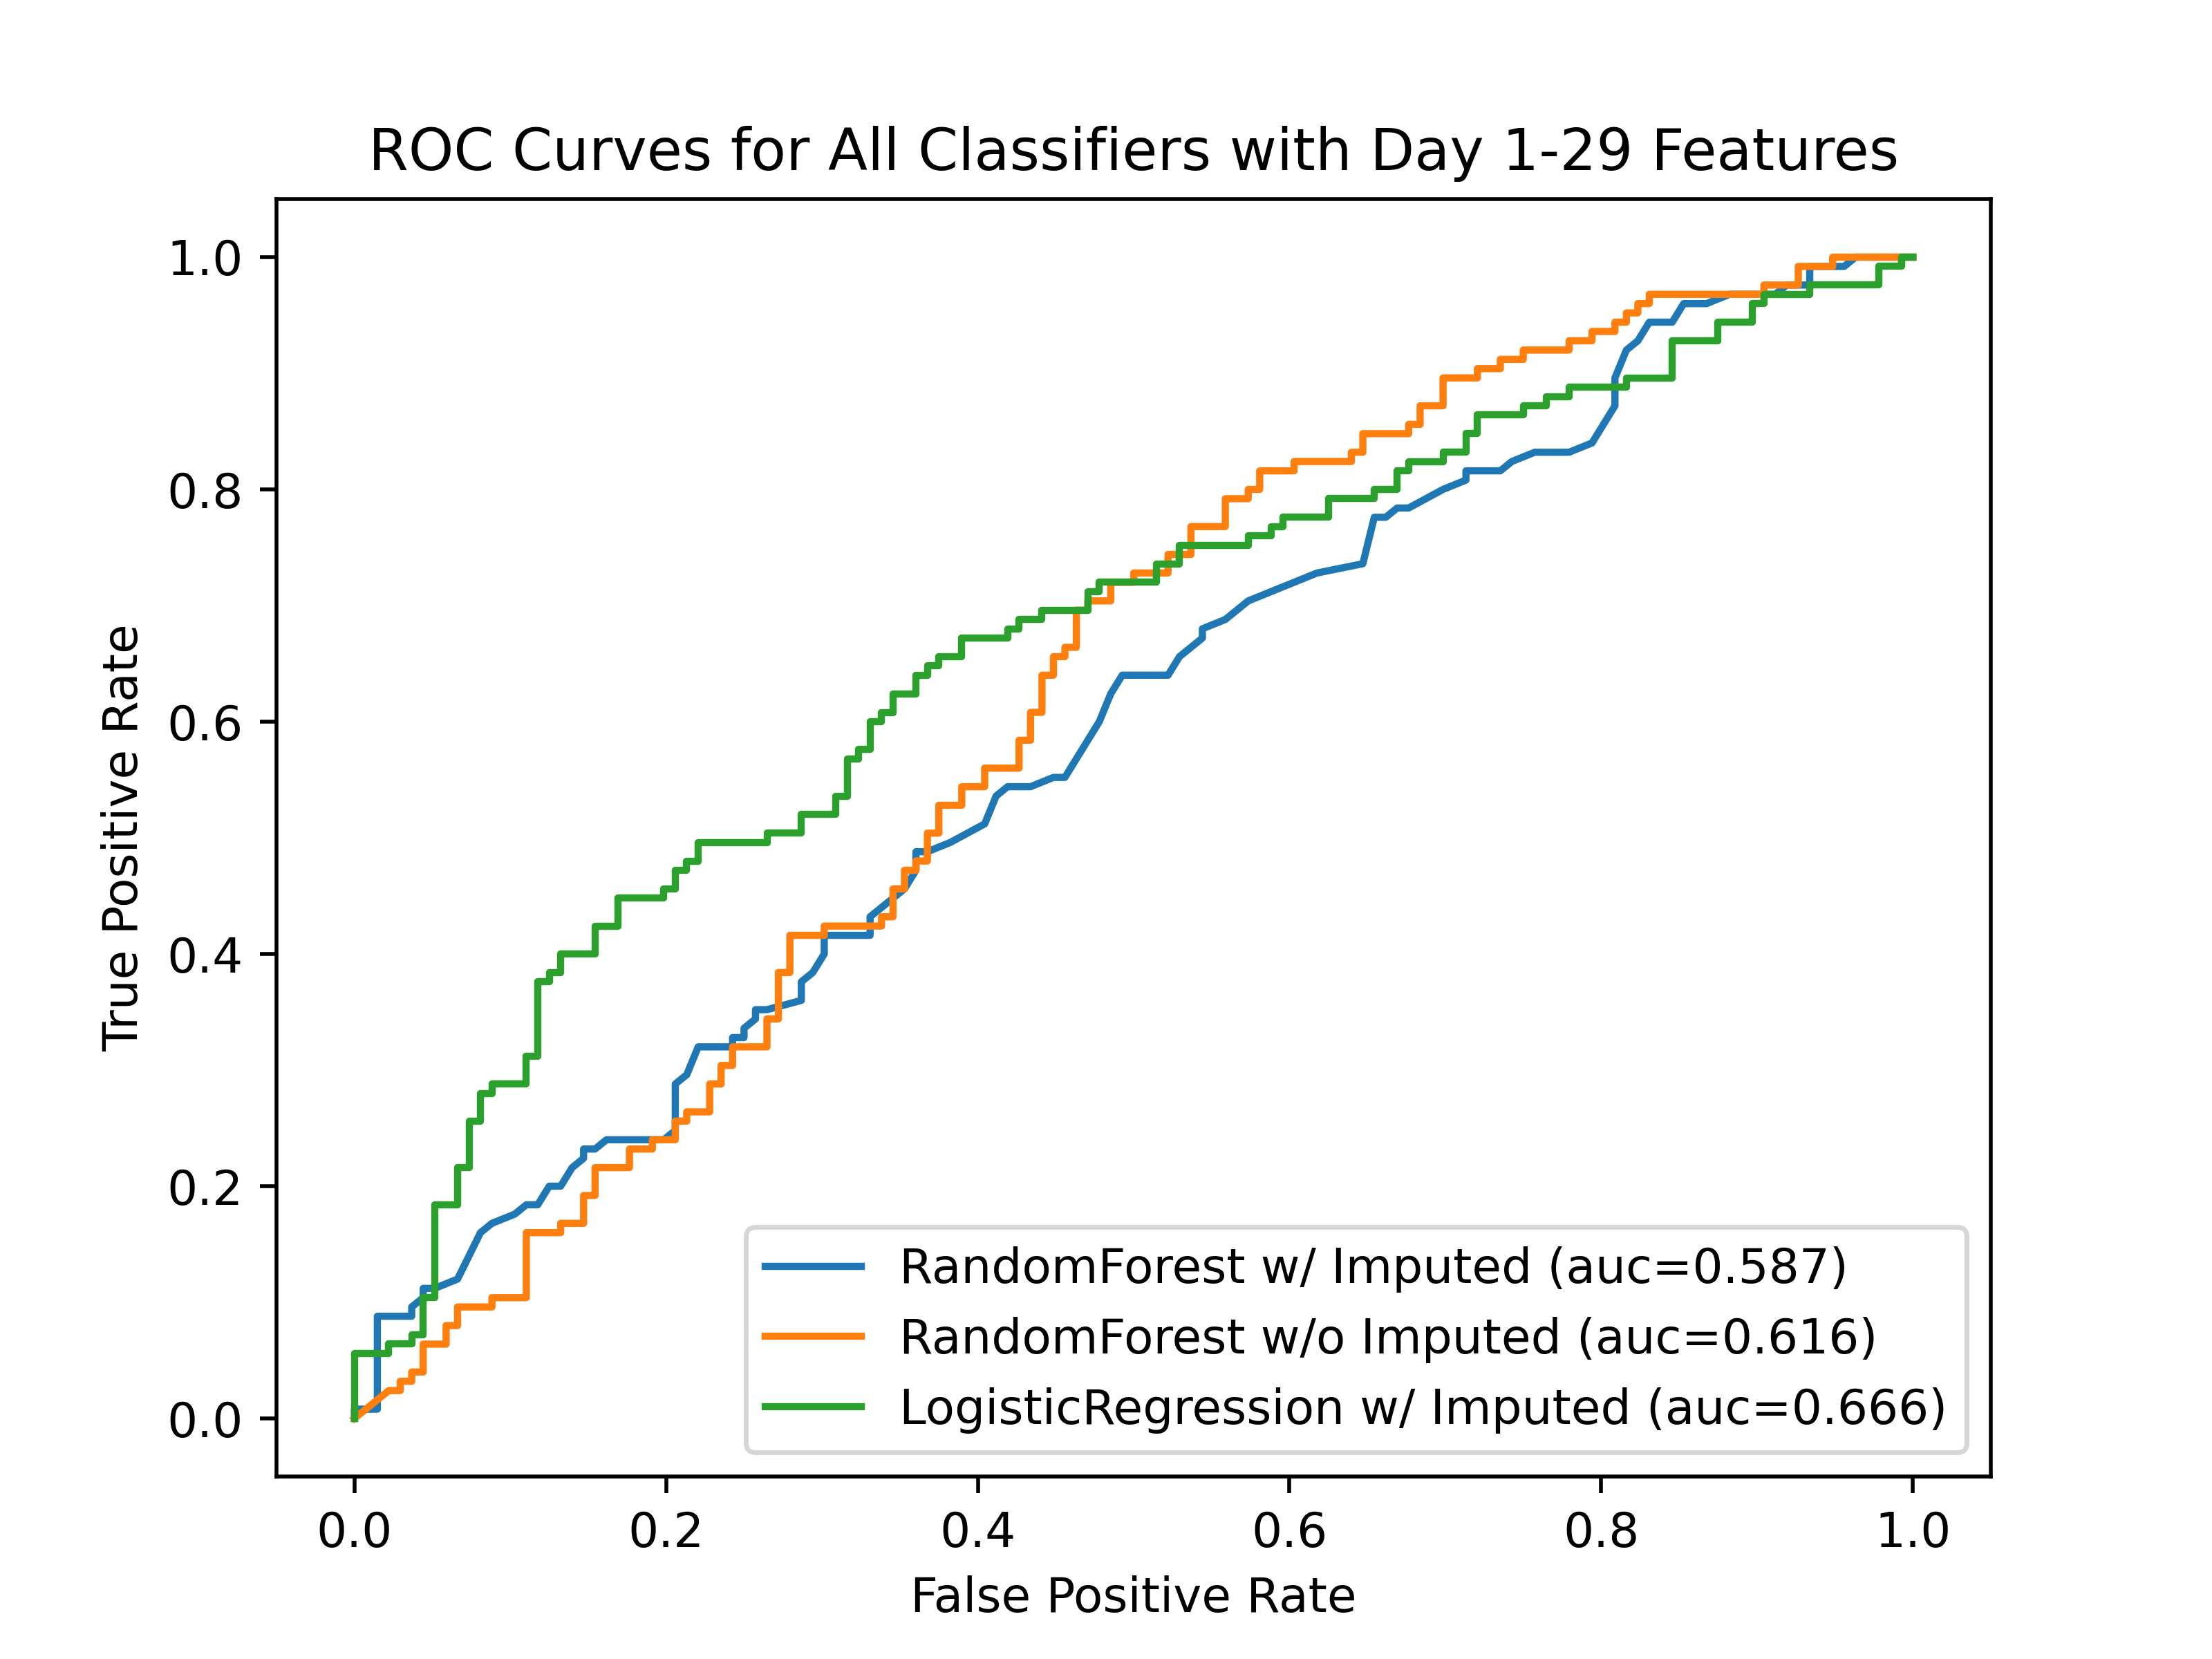 ROC Curves for All Classifiers with Day 1-29 Features
True Positive Rate
1.0
0.8
0.6
0.4
0.2
0.0
RandomForest w/ Imputed (auc=0.587)
RandomForest w/o Imputed (auc=0.616)
LogisticRegression w/ Imputed (auc=0.666)
0.0 0.2 0.4 0.6 0.8 1.0
False Positive Rate